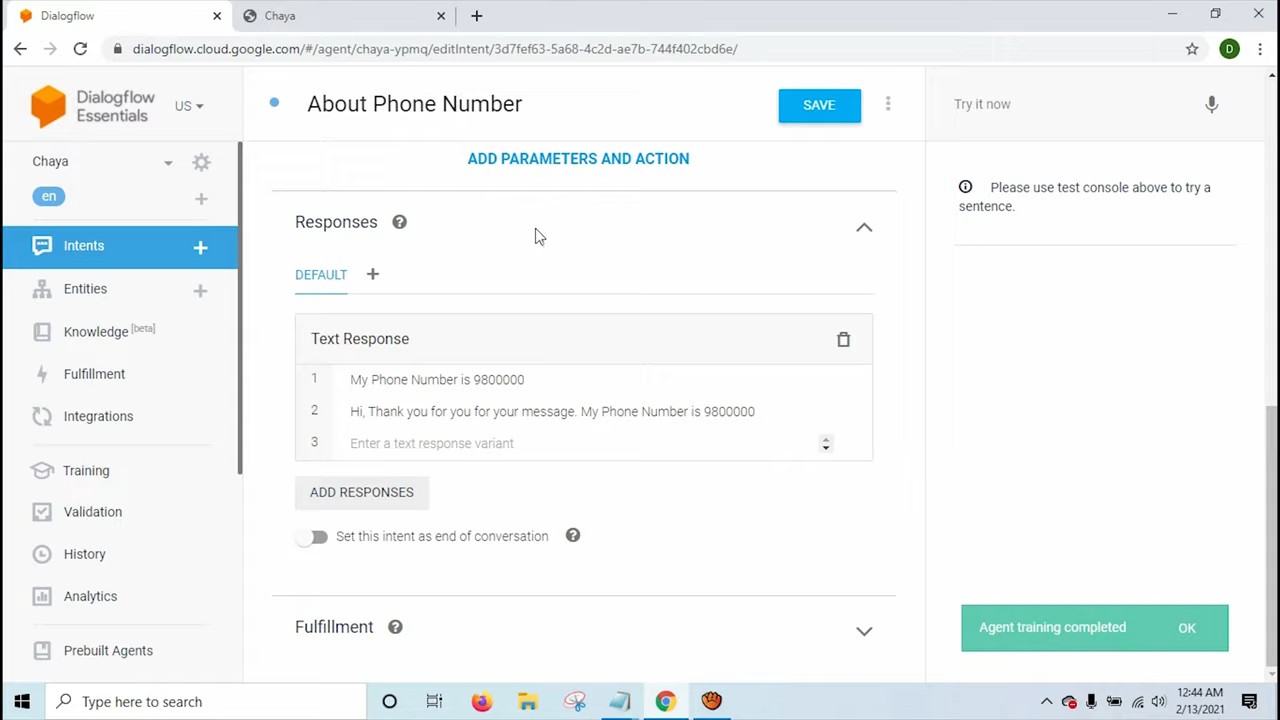 Dialogflow
Chaya
dialogflow.cloud.google.com/#/agent/chaya-ypmq/editIntent/3d7fef63-5a68-4c2d-ae7b-744f402cbd6e/
D
Dialogflow
Essentials
US
About Phone Number
SAVE
Try it now
Chaya
en
ADD PARAMETERS AND ACTION
Please use test console above to try a
sentence.
Intents
Entities
Knowledge [beta]
Fulfillment
Integrations
Training
Validation
History
Analytics
Prebuilt Agents
Responses
DEFAULT
Text Response
1 My Phone Number is 9800000
2 Hi, Thank you for you for your message. My Phone Number is 9800000
3 Enter a text response variant
ADD RESPONSES
Set this intent as end of conversation
Fulfillment
Agent training completed OK
Type here to search
12:44 AM
2/13/2021